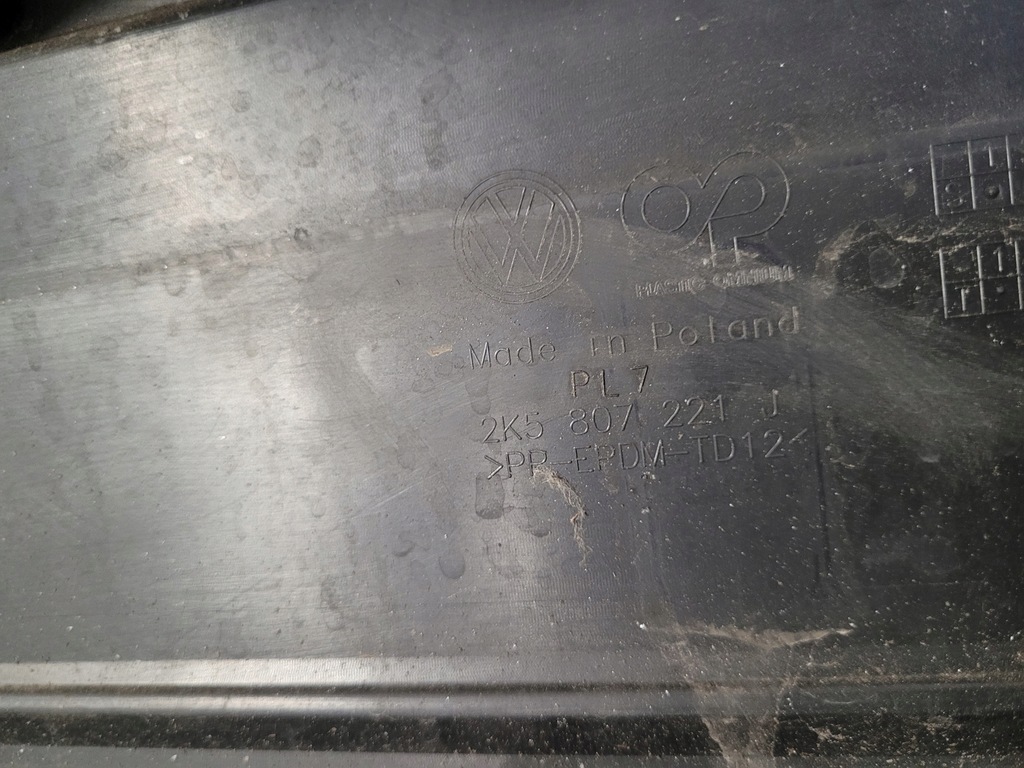 PLASTIC OMNIUM
Made in Poland
PL7
2K5 807 221 J
>PP-EPDM-TD12<